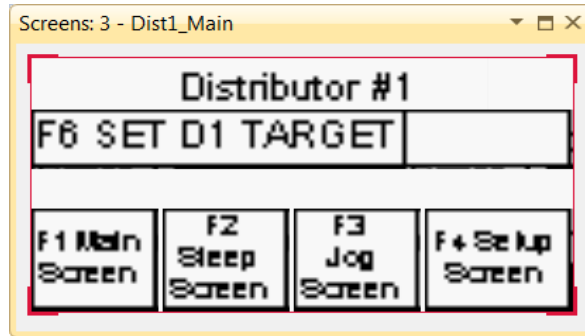 Screens: 3 - Dist1_Main
Distributor #1
F6 SET D1 TARGET
F1 Main
Screen
F2
Sleep
Screen
F3
Jog
Screen
F4 Setup
Screen